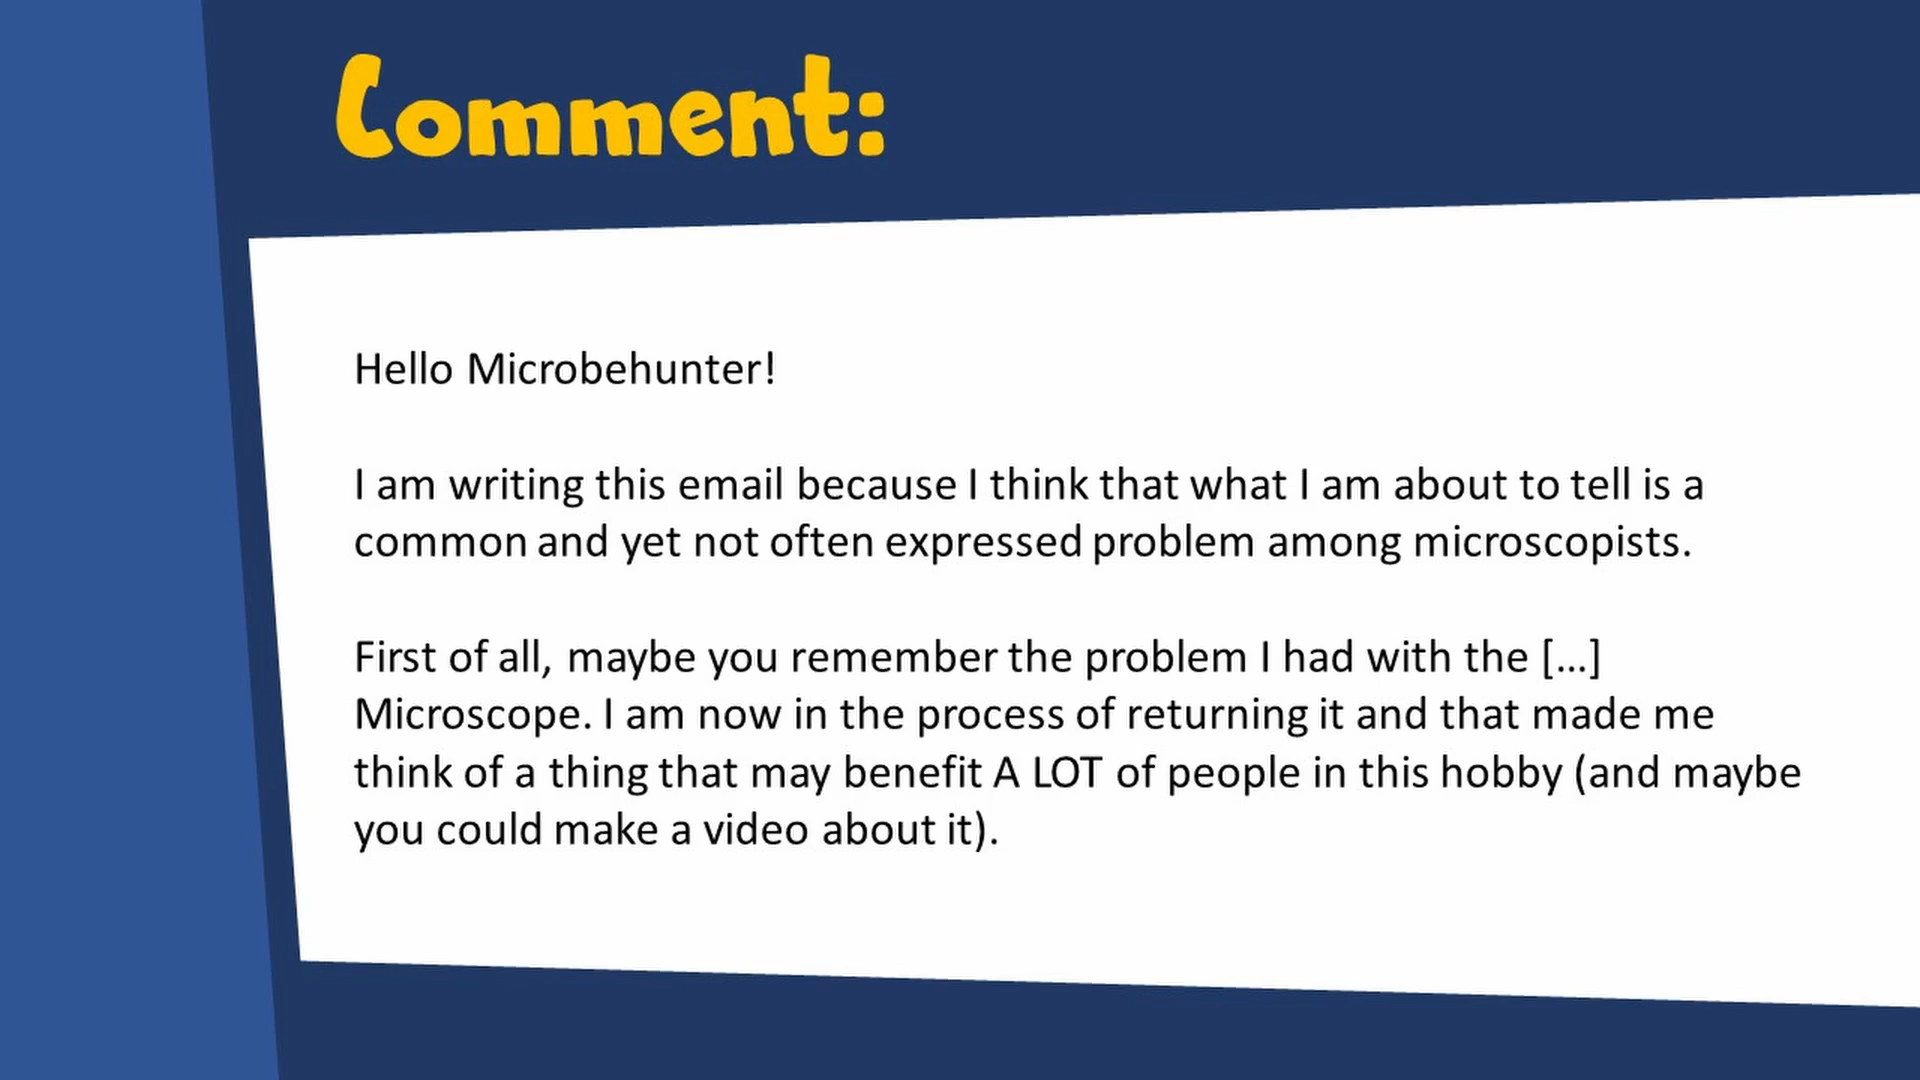 Comment:
Hello Microbehunter!
I am writing this email because I think that what I am about to tell is a
common and yet not often expressed problem among microscopists.
First of all, maybe you remember the problem I had with the [...]
Microscope. I am now in the process of returning it and that made me
think of a thing that may benefit A LOT of people in this hobby (and maybe
you could make a video about it).